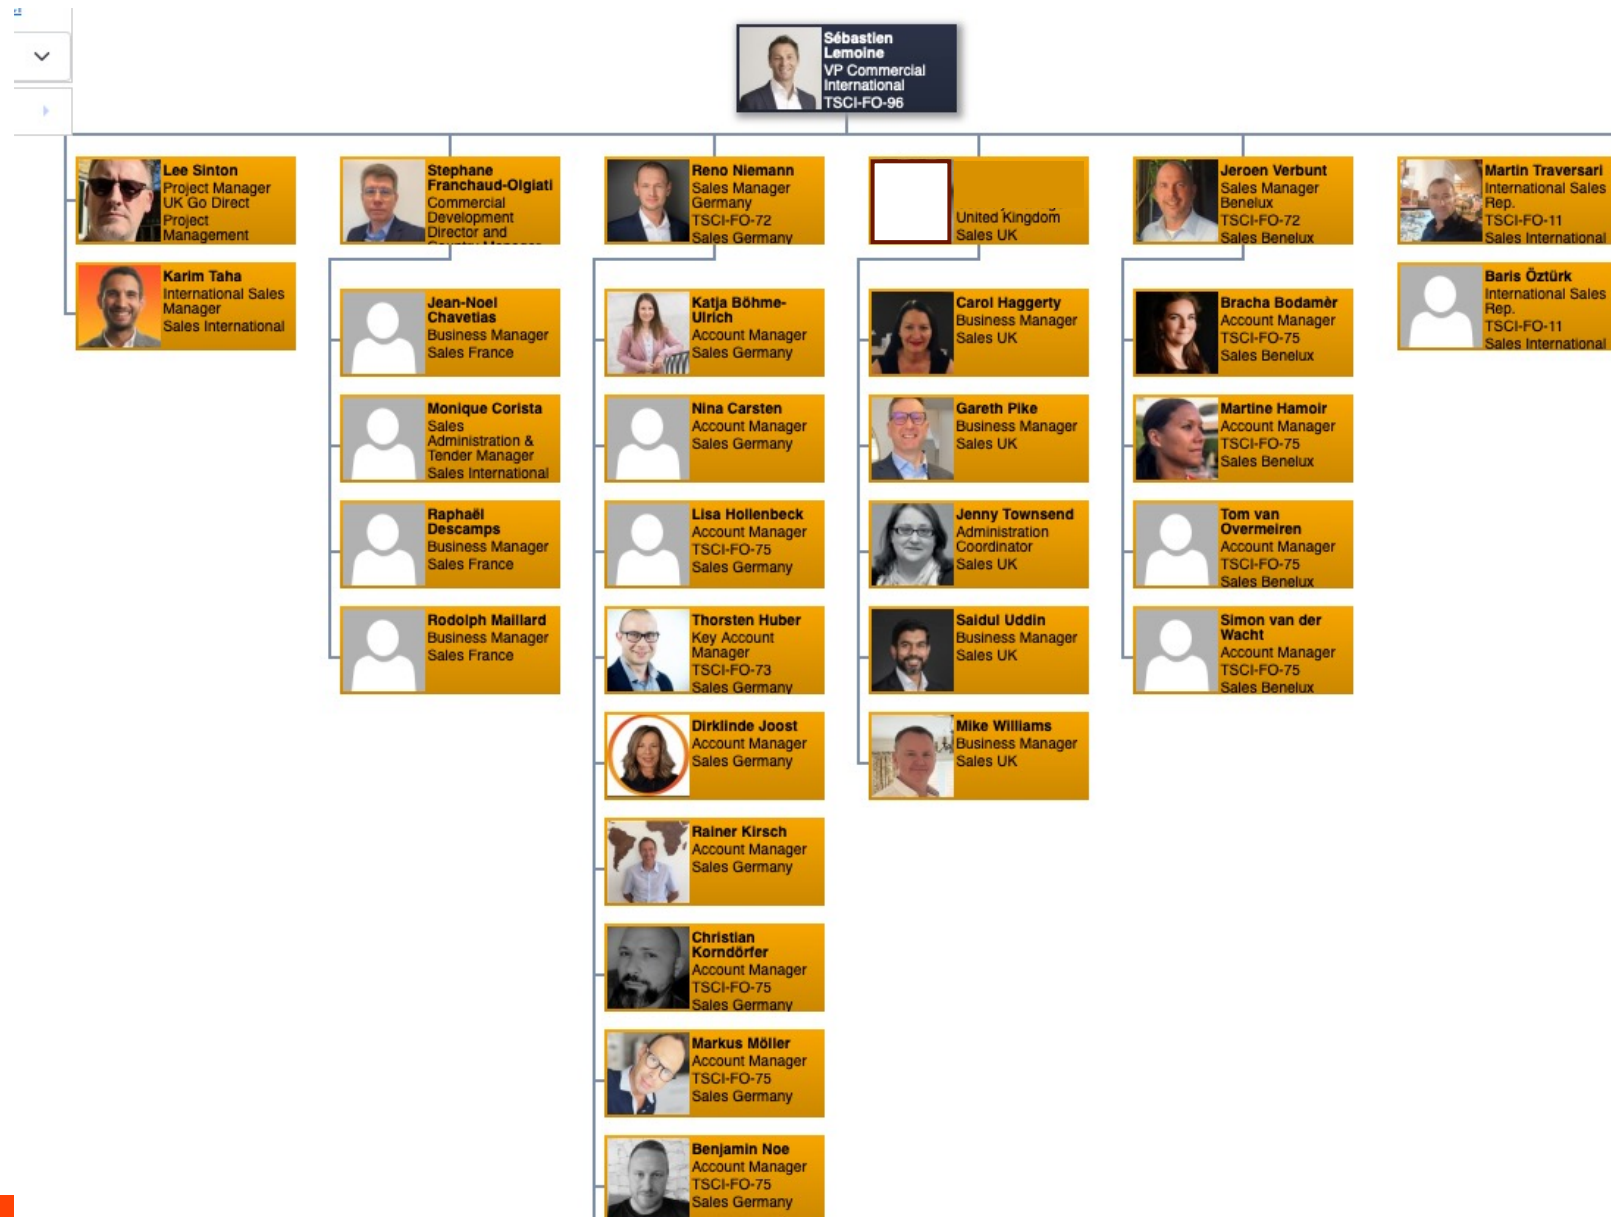 Sébastien
Lemoine
VP Commercial
International
TSCI-FO-96
Lee Sinton
Project Manager
UK Go Direct
Project
Management
Karim Taha
International Sales
Manager
Sales International
Stephane
Franchaud-Olgiati
Commercial
Development
Director and
Jean-Noel
Chavetias
Business Manager
Sales France
Monique Corista
Sales
Administration &
Tender Manager
Sales International
Raphaël
Descamps
Business Manager
Sales France
Rodolph Maillard
Business Manager
Sales France
Reno Niemann
Sales Manager
Germany
TSCI-FO-72
Sales Germany
Katja Böhme-
Ulrich
Account Manager
Sales Germany
Nina Carsten
Account Manager
Sales Germany
Lisa Hollenbeck
Account Manager
TSCI-FO-75
Sales Germany
Thorsten Huber
Key Account
Manager
TSCI-FO-73
Sales Germany
Dirklinde Joost
Account Manager
Sales Germany
Rainer Kirsch
Account Manager
Sales Germany
Christian
Korndörfer
Account Manager
TSCI-FO-75
Sales Germany
Markus Möller
Account Manager
TSCI-FO-75
Sales Germany
Benjamin Noe
Account Manager
TSCI-FO-75
Sales Germany
United Kingdom
Sales UK
Carol Haggerty
Business Manager
Sales UK
Gareth Pike
Business Manager
Sales UK
Jenny Townsend
Administration
Coordinator
Sales UK
Saidul Uddin
Business Manager
Sales UK
Mike Williams
Business Manager
Sales UK
Jeroen Verbunt
Sales Manager
Benelux
TSCI-FO-72
Sales Benelux
Bracha Bodamèr
Account Manager
TSCI-FO-75
Sales Benelux
Martine Hamoir
Account Manager
TSCI-FO-75
Sales Benelux
Tom van
Overmeiren
Account Manager
TSCI-FO-75
Sales Benelux
Simon van der
Wacht
Account Manager
TSCI-FO-75
Sales Benelux
Martin Traversari
International Sales
Rep.
TSCI-FO-11
Sales International
Baris Öztürk
International Sales
Rep.
TSCI-FO-11
Sales International